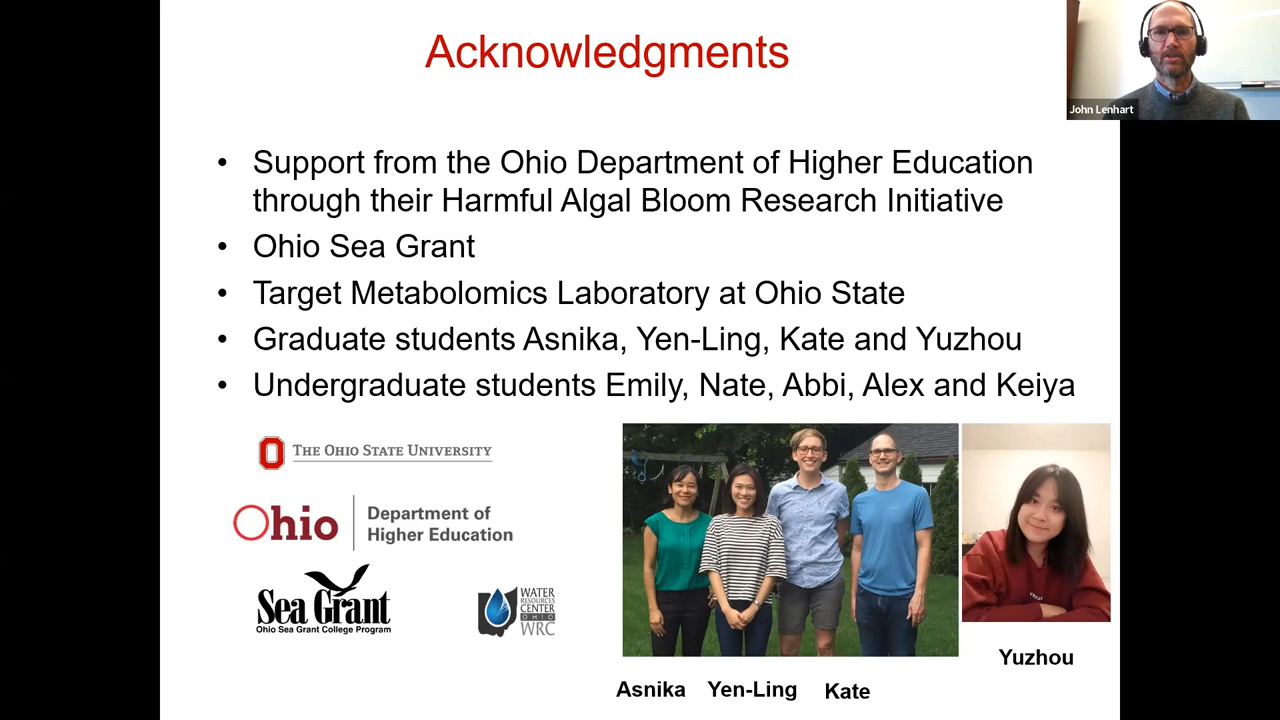 Acknowledgments
John Lenhart
• Support from the Ohio Department of Higher Education
through their Harmful Algal Bloom Research Initiative
• Ohio Sea Grant
• Target Metabolomics Laboratory at Ohio State
• Graduate students Asnika, Yen-Ling, Kate and Yuzhou
• Undergraduate students Emily, Nate, Abbi, Alex and Keiya
THE OHIO STATE UNIVERSITY
Ohio
Department of
Higher Education
Sea Grant
Ohio Sea Grant College Program
WATER
RESOURCES
CENTER
OHIO
WRC
Yuzhou
Asnika Yen-Ling Kate